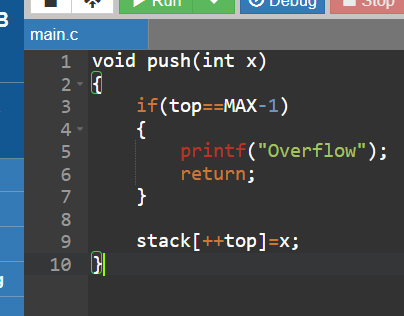 B
Run
Debug
Stop
main.c
1 void push(int x)
2 {
3 if(top==MAX-1)
4 {
5 printf("Overflow");
6 return;
7 }
8
9 stack[++top]=x;
10 }
g